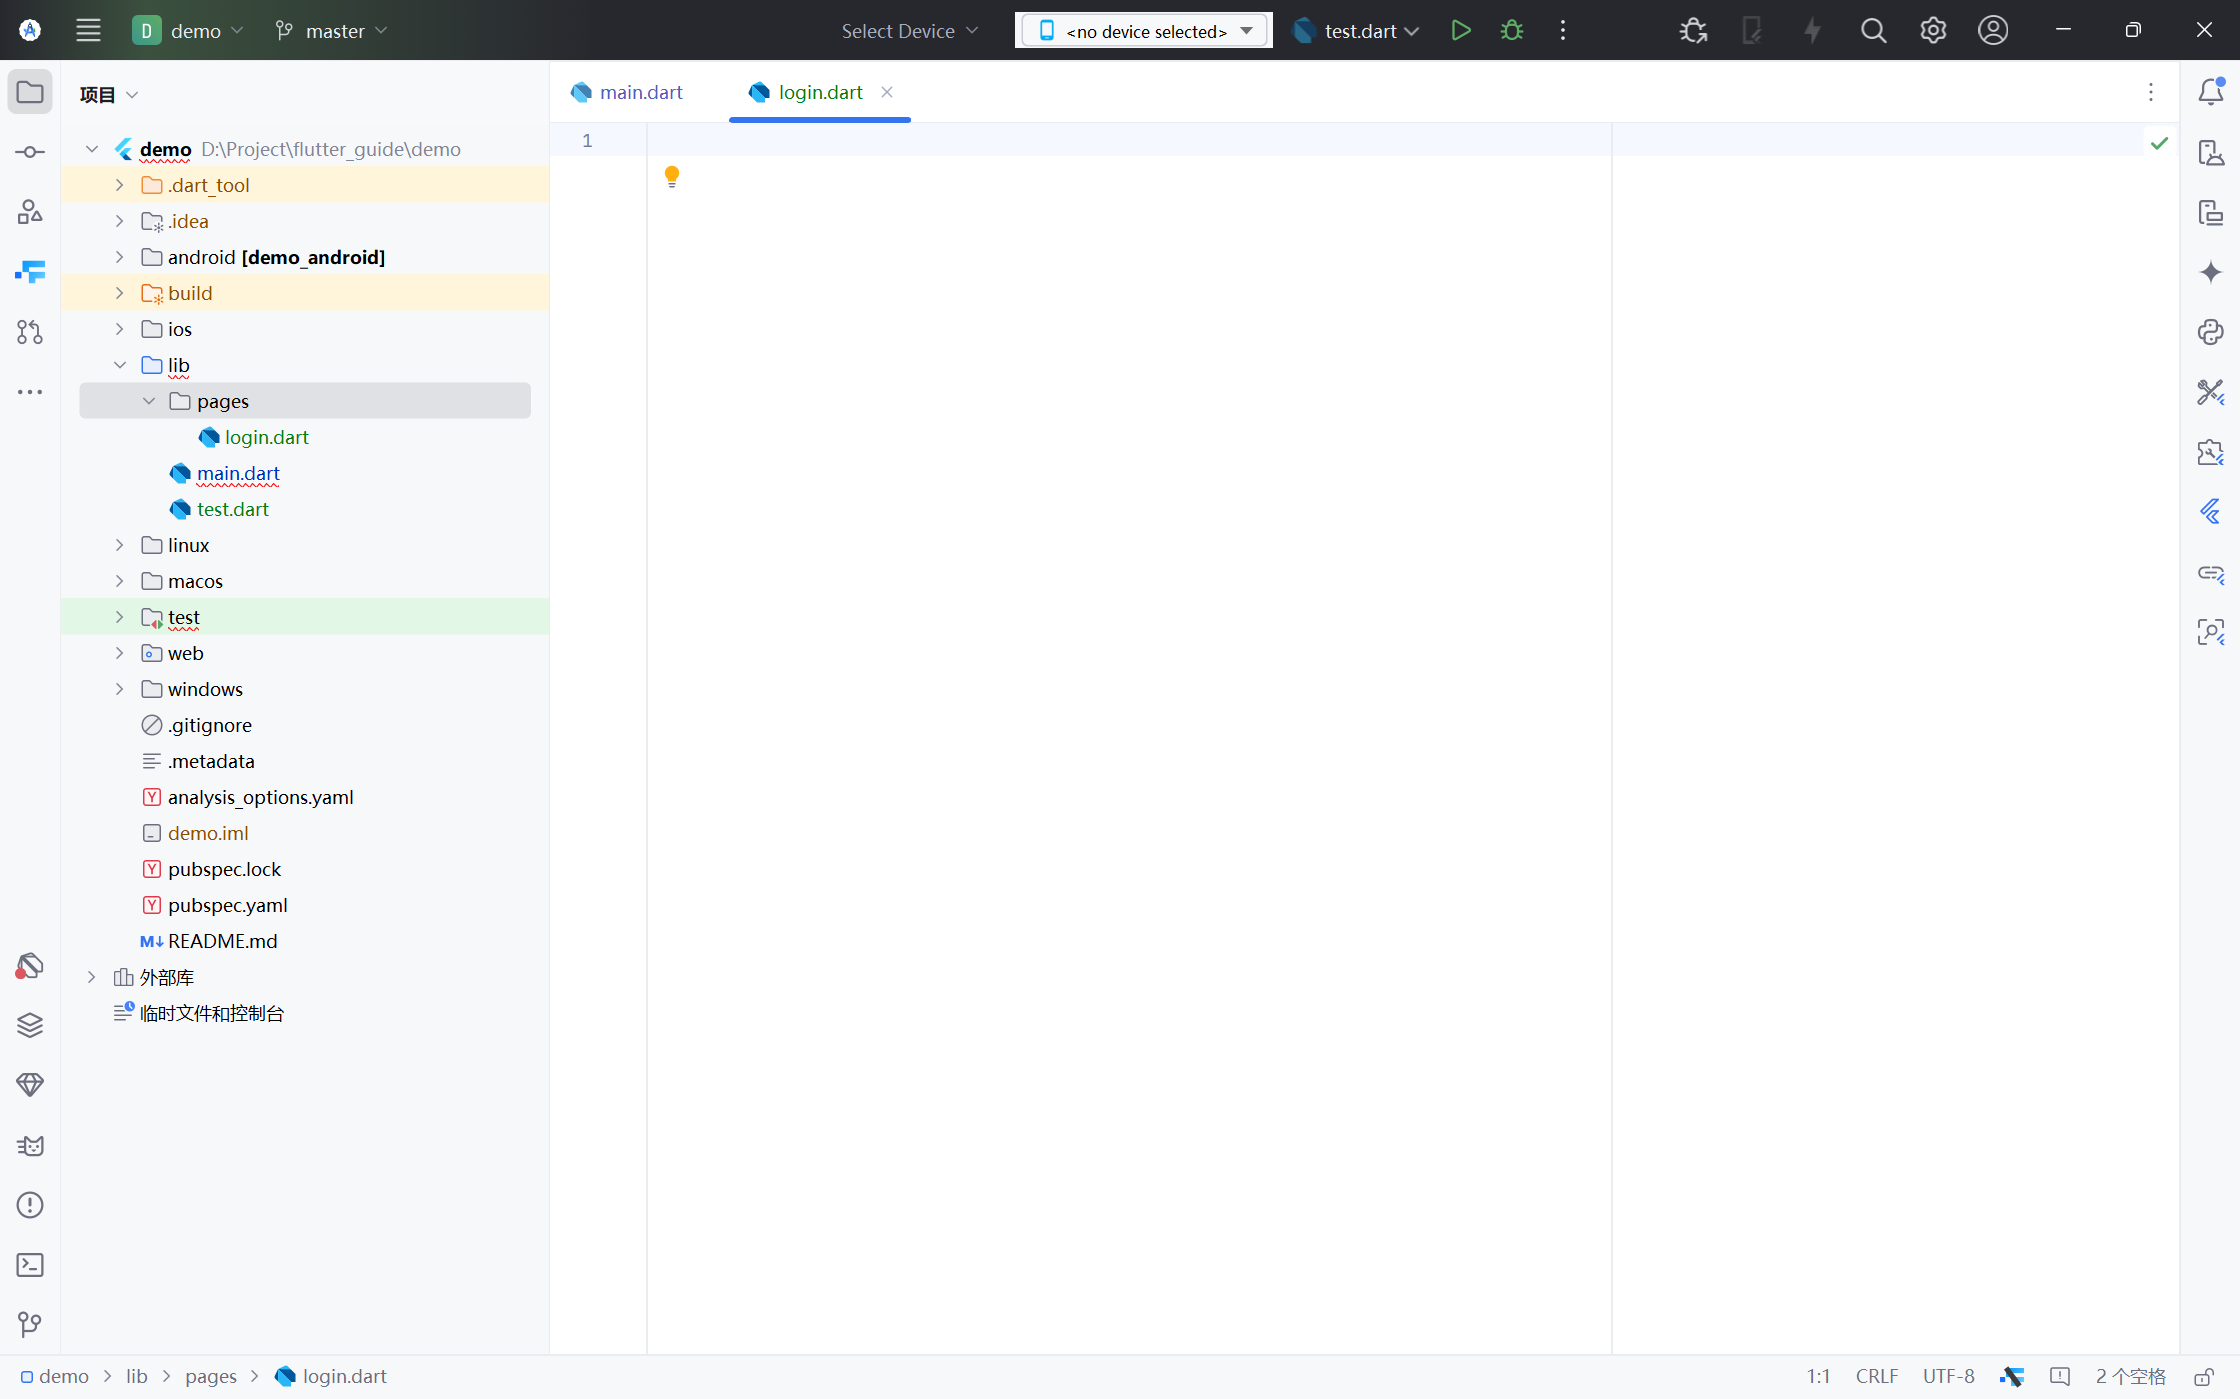 D demo master Select Device <no device selected> test.dart
项目
main.dart login.dart
1
demo D:\Project\flutter_guide\demo
.dart_tool
.idea
android [demo_android]
build
ios
lib
pages
login.dart
main.dart
test.dart
linux
macos
test
web
windows
.gitignore
.metadata
analysis_options.yaml
demo.iml
pubspec.lock
pubspec.yaml
M↓ README.md
外部库
临时文件和控制台
demo > lib > pages > login.dart 1:1 CRLF UTF-8 2 个空格